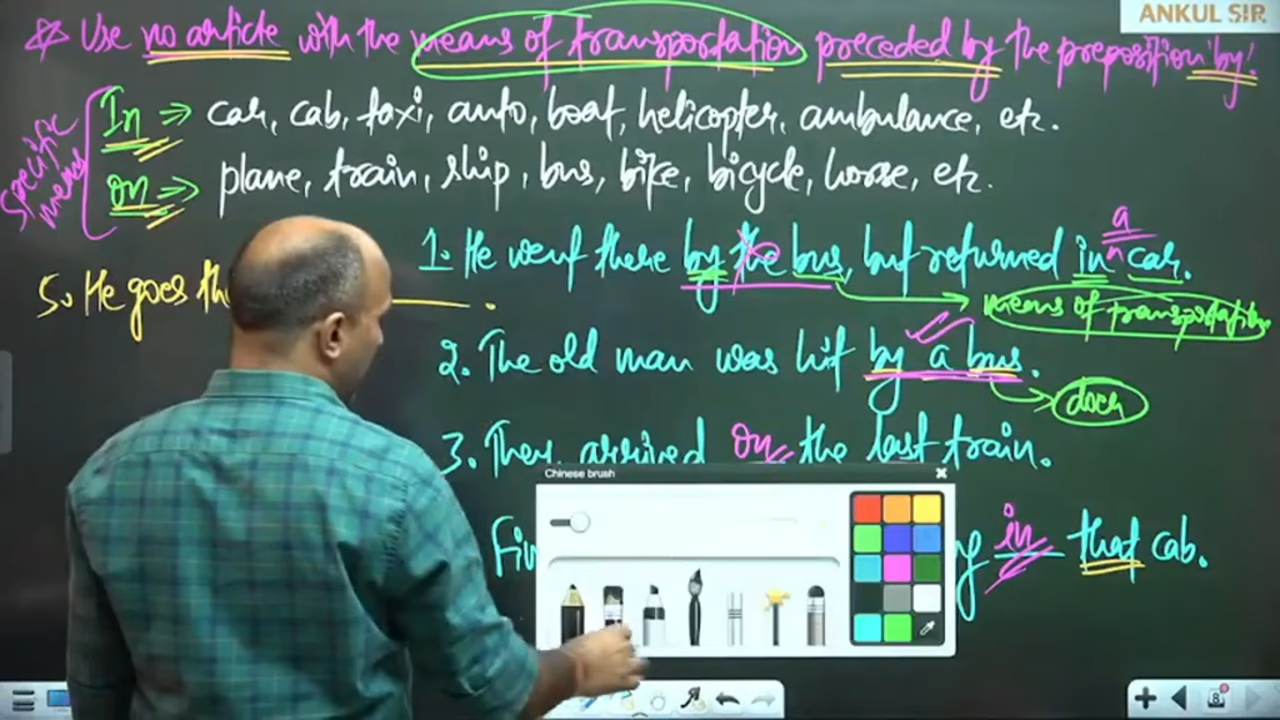 ANKUL SIR
☆ Use no article with the means of transportation preceded by the preposition 'by'.
Specific means
In ⇒ car, cab, taxi, auto, boat, helicopter, ambulance, etc.
on ⇒ plane, train, ship, bus, bike, bicycle, horse, etc.
1. He went there by the bus, but returned in a car.
means of transportation
5. He goes
2. The old man was hit by a bus.
doer
3. They arrived on the last train.
in that cab.
Chinese brush
8